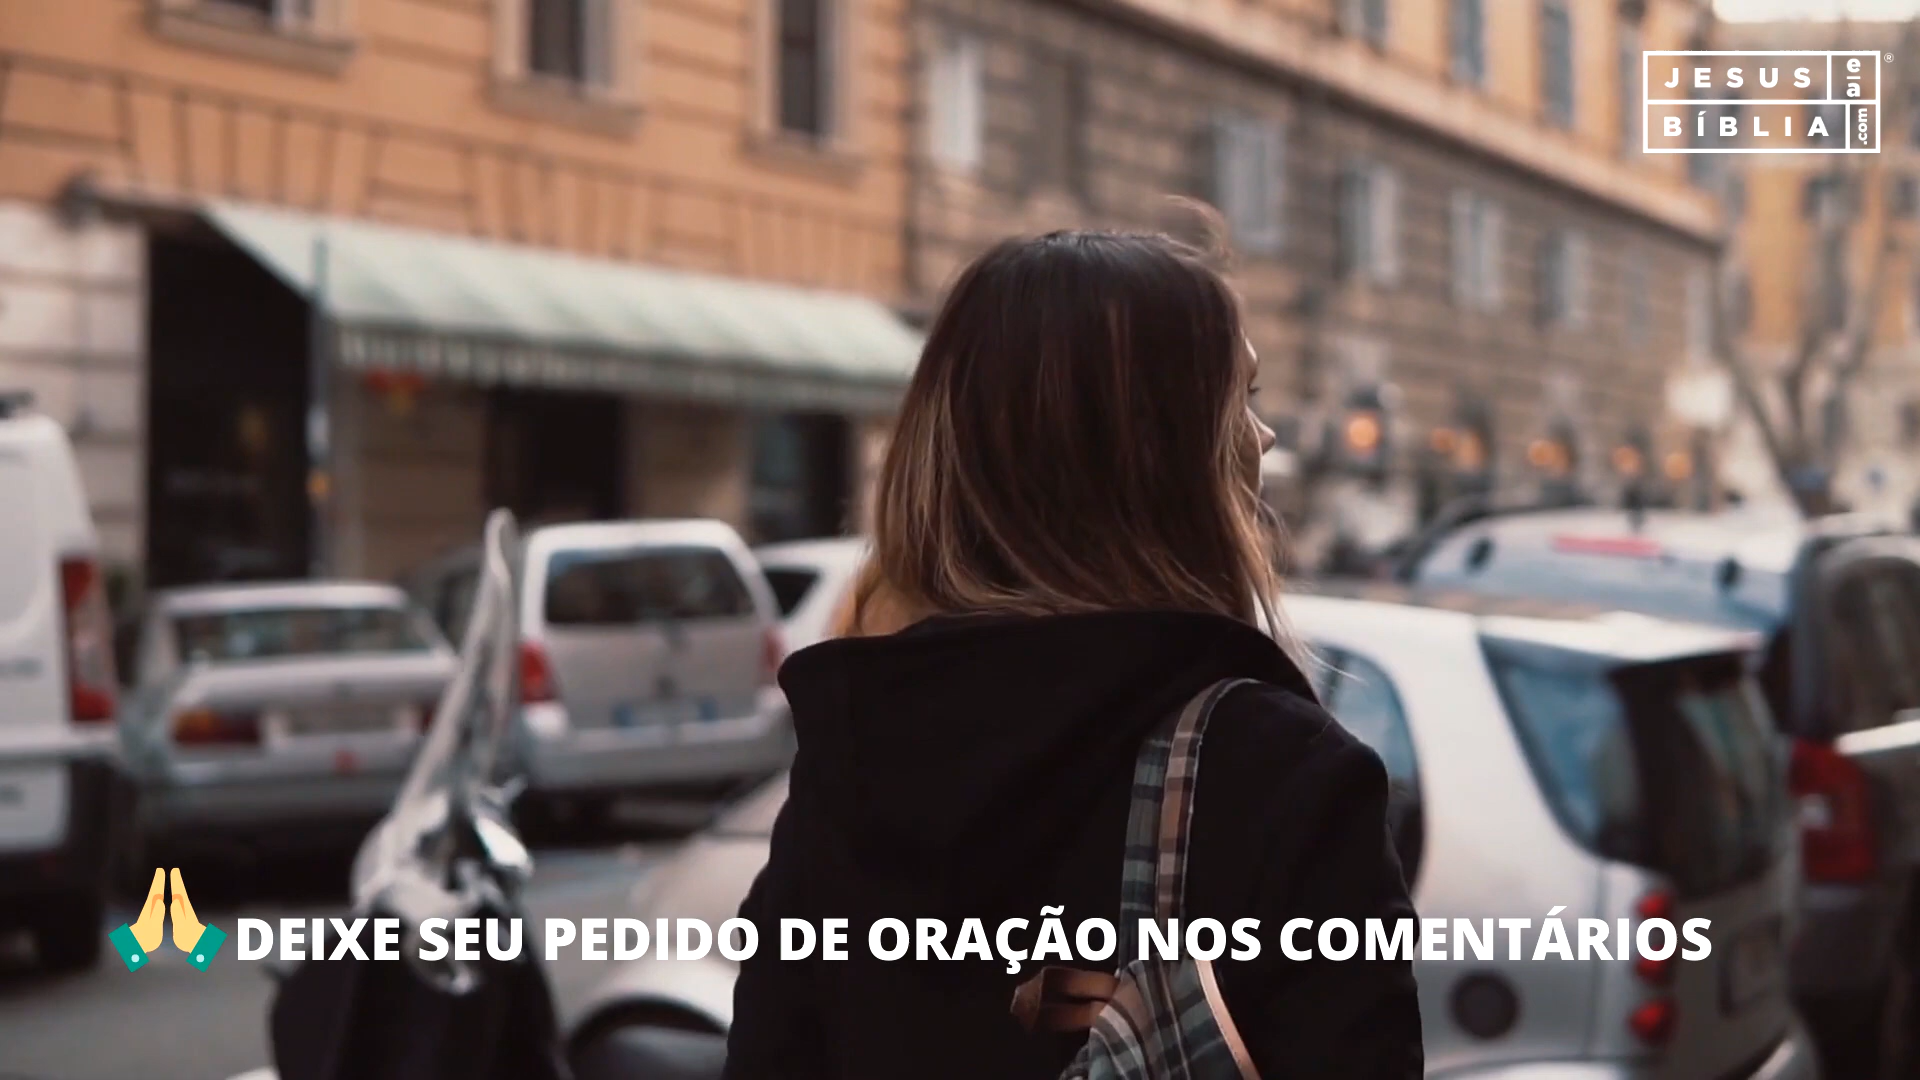 JESUS e a
BÍBLIA .com
®
DEIXE SEU PEDIDO DE ORAÇÃO NOS COMENTÁRIOS